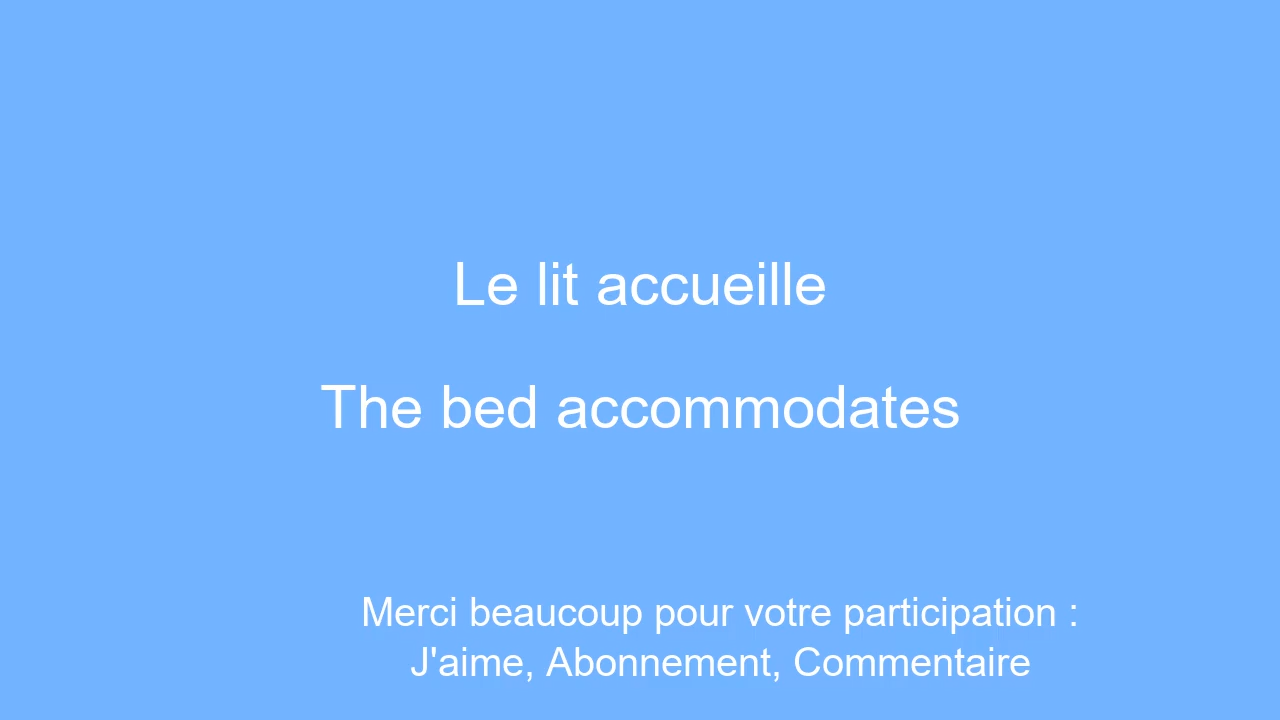 Le lit accueille
The bed accommodates
Merci beaucoup pour votre participation :
J'aime, Abonnement, Commentaire